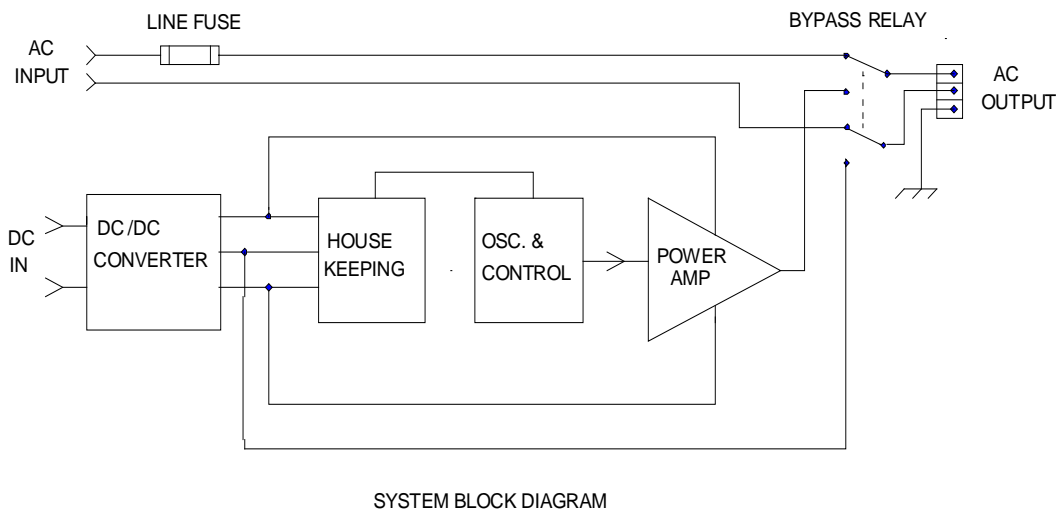 LINE FUSE
BYPASS RELAY
AC
INPUT
AC
OUTPUT
DC
IN
DC/DC
CONVERTER
HOUSE
KEEPING
OSC. &
CONTROL
POWER
AMP
SYSTEM BLOCK DIAGRAM